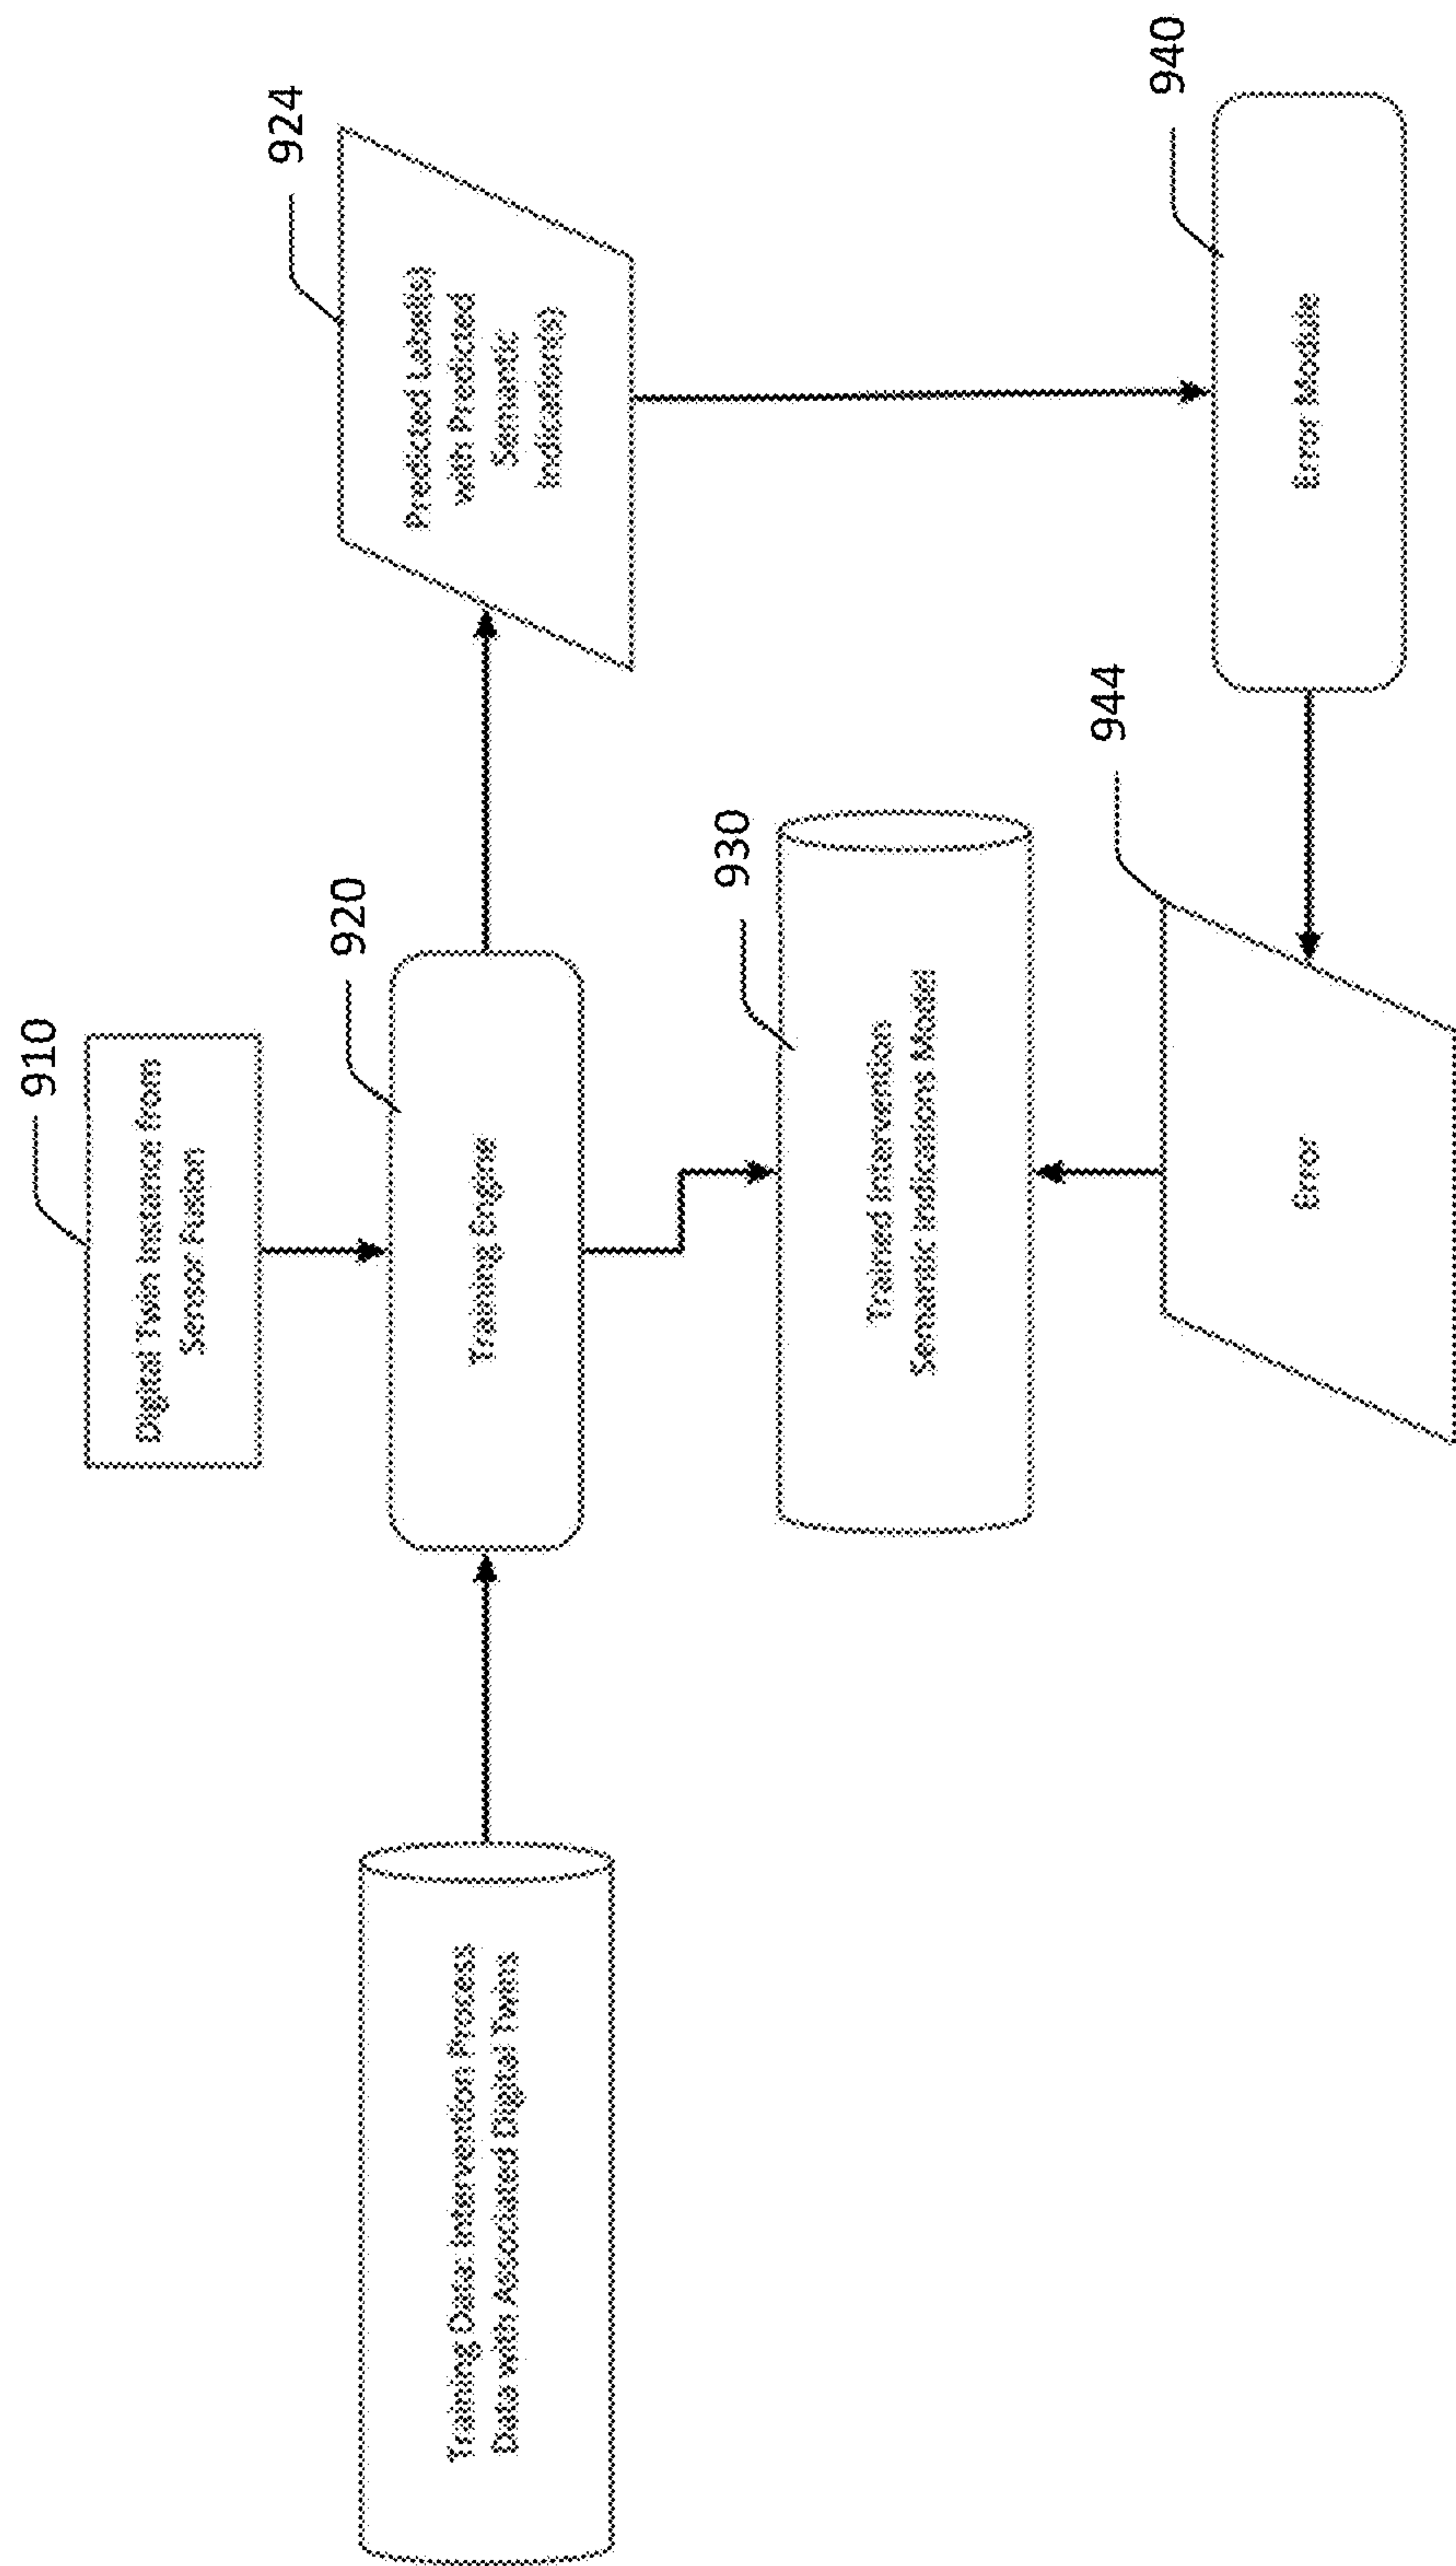 910
Digital Twin Instance from
Sensor Fusion
920
Training Engine
924
Predicted Label(s)
with Predicted
Semantic
Indication(s)
Training Data: Intervention Process
Data with Associated Digital Twins
930
Trained Intervention
Semantic Indications Model
944
Error
940
Error Module